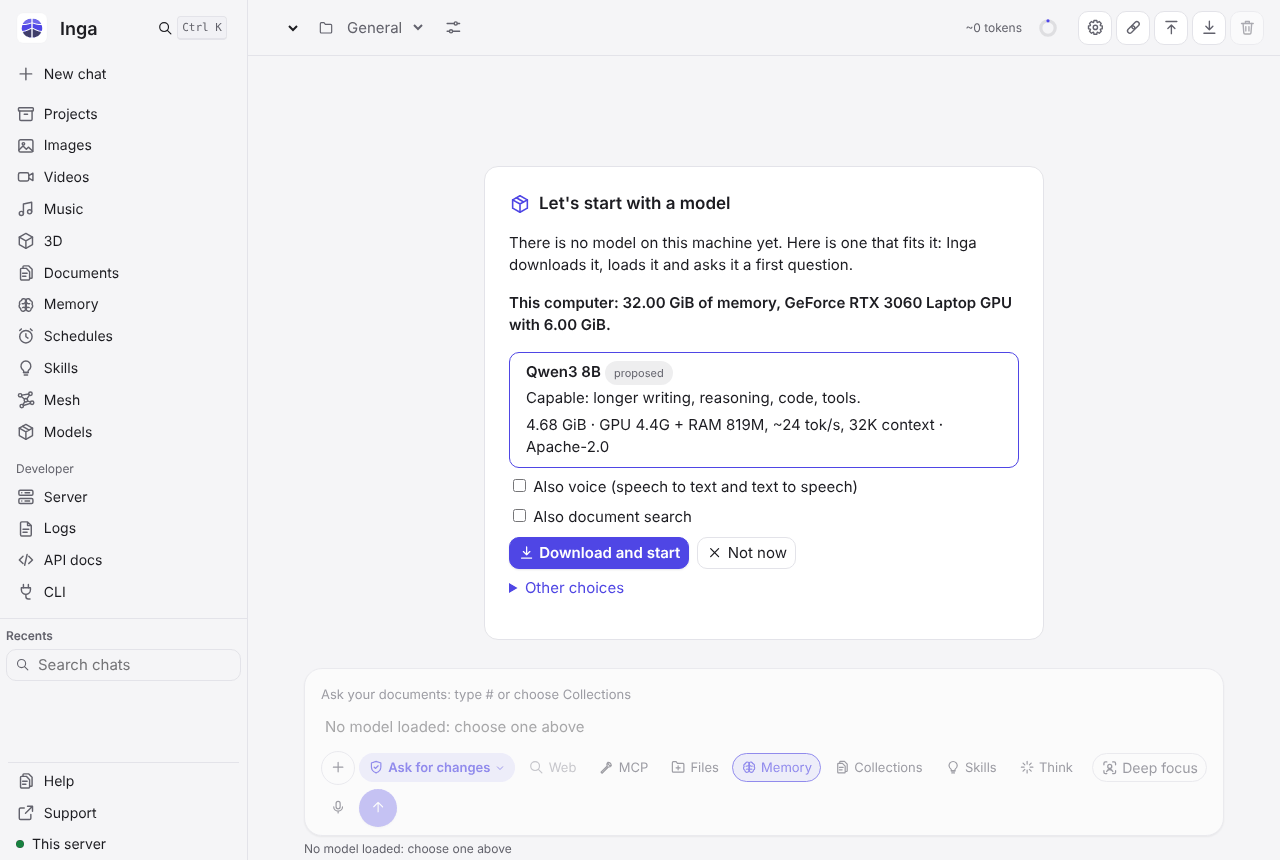 Inga
Ctrl K
New chat
Projects
Images
Videos
Music
3D
Documents
Memory
Schedules
Skills
Mesh
Models
Developer
Server
Logs
API docs
CLI
Recents
Search chats
Help
Support
This server
General
~0 tokens
Let's start with a model
There is no model on this machine yet. Here is one that fits it: Inga
downloads it, loads it and asks it a first question.
This computer: 32.00 GiB of memory, GeForce RTX 3060 Laptop GPU
with 6.00 GiB.
Qwen3 8B proposed
Capable: longer writing, reasoning, code, tools.
4.68 GiB · GPU 4.4G + RAM 819M, ~24 tok/s, 32K context ·
Apache-2.0
Also voice (speech to text and text to speech)
Also document search
Download and start Not now
Other choices
Ask your documents: type # or choose Collections
No model loaded: choose one above
Ask for changes Web MCP Files Memory Collections Skills Think Deep focus
No model loaded: choose one above